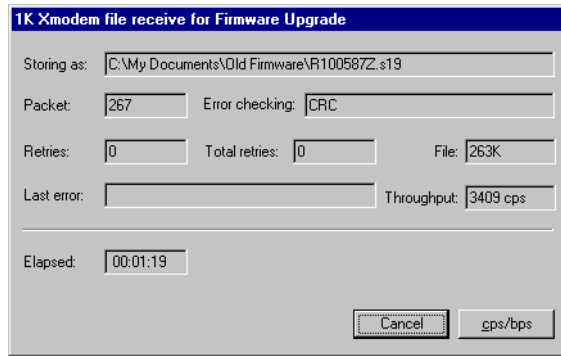 1K Xmodem file receive for Firmware Upgrade
Storing as: C:\My Documents\Old Firmware\R100587Z.s19
Packet: 267 Error checking: CRC
Retries: 0 Total retries: 0 File: 263K
Last error: Throughput: 3409 cps
Elapsed: 00:01:19
Cancel cps/bps